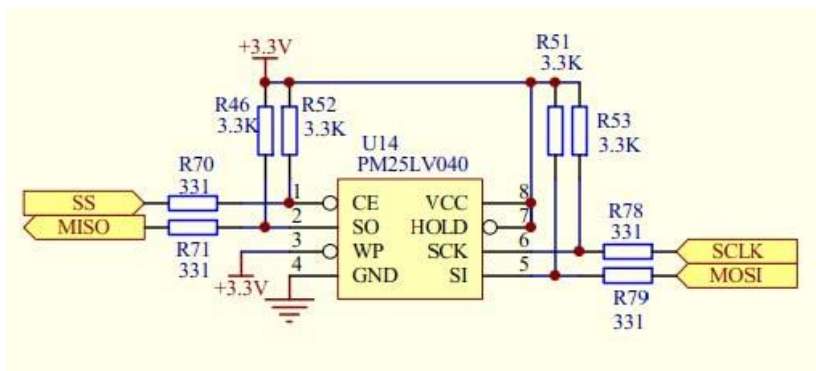 +3.3V
R51
3.3K
R46
3.3K
R52
3.3K
R53
3.3K
U14
PM25LV040
R70
331
SS
1
CE
VCC
8
MISO
2
SO
HOLD
7
R71
331
3
WP
SCK
6
R78
331
SCLK
+3.3V
4
GND
SI
5
MOSI
R79
331